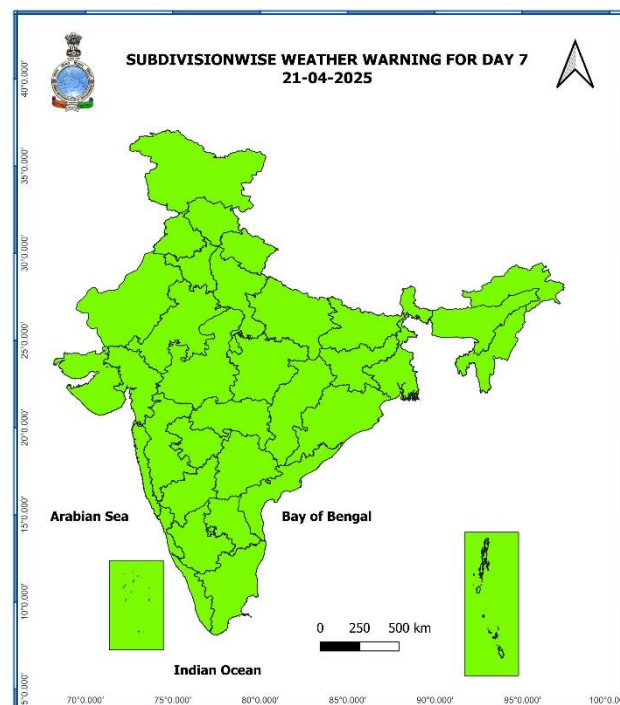 SUBDIVISIONWISE WEATHER WARNING FOR DAY 7
21-04-2025
40°0.000'
35°0.000'
30°0.000'
25°0.000'
20°0.000'
15°0.000'
10°0.000'
5°0.000'
Arabian Sea
Bay of Bengal
0 250 500 km
Indian Ocean
70°0.000' 75°0.000' 80°0.000' 85°0.000' 90°0.000' 95°0.000' 100°0.000'